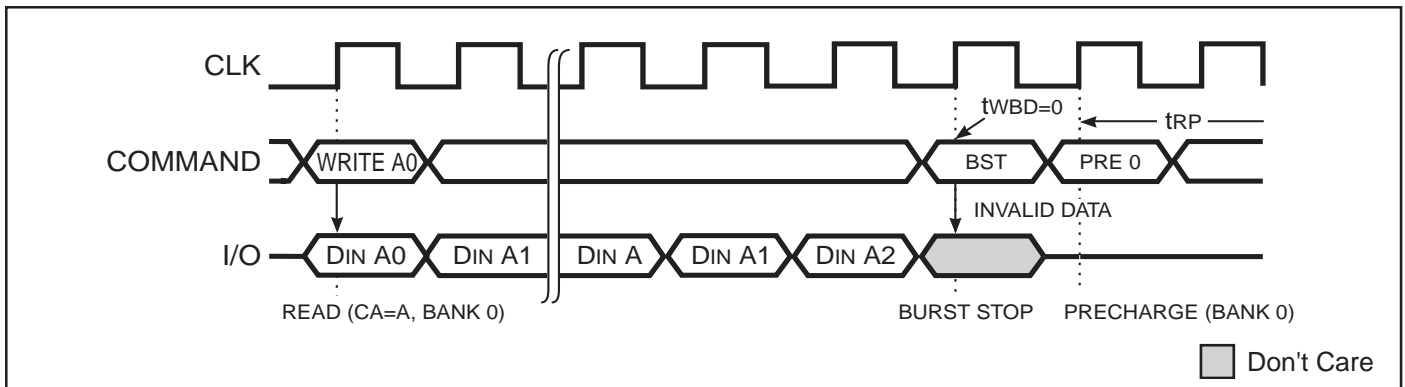 CLK
tWBD=0
tRP
COMMAND WRITE A0 BST PRE 0
INVALID DATA
I/O DIN A0 DIN A1 DIN A DIN A1 DIN A2
READ (CA=A, BANK 0) BURST STOP PRECHARGE (BANK 0)
Don't Care